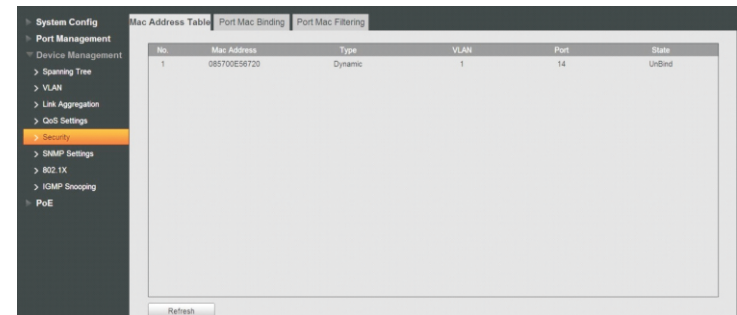 System Config
Port Management
Device Management
Spanning Tree
VLAN
Link Aggregation
QoS Settings
Security
SNMP Settings
802.1X
IGMP Snooping
PoE
Mac Address Table Port Mac Binding Port Mac Filtering
No. Mac Address Type VLAN Port State
1 085700E56720 Dynamic 1 14 UnBind
Refresh